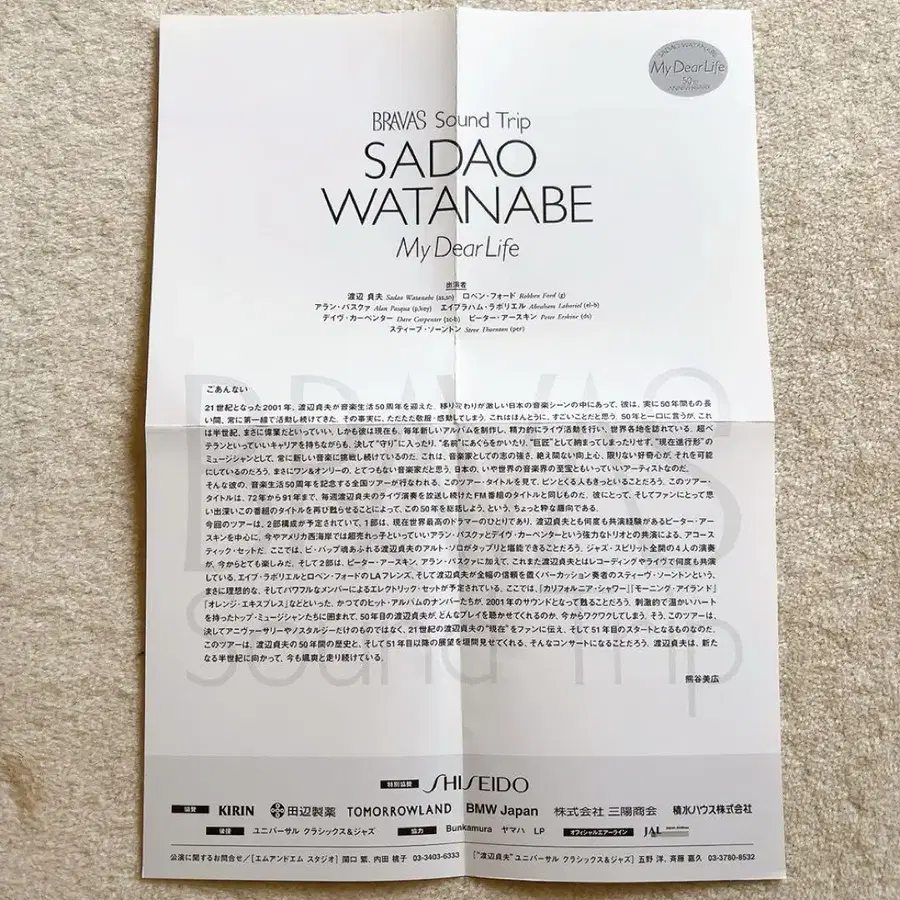 SADAO WATANABE
My Dear Life
50th
ANNIVERSARY
BRAVAS Sound Trip
SADAO
WATANABE
My Dear Life
出演者
渡辺 貞夫 Sadao Watanabe (as,sn) ロベン・フォード Robben Ford (g)
アラン・パスクァ Alan Pasqua (p,key) エイブラハム・ラボリエル Abraham Laboriel (el-b)
デイヴ・カーペンター Dave Carpenter (ac-b) ピーター・アースキン Peter Erskine (ds)
スティーブ・ソーントン Steve Thornton (per)
BRAVAS
Sound Trip
ごあんない
21世紀となった2001年、渡辺貞夫が音楽生活50周年を迎えた。移り変わりが激しい日本の音楽シーンの中にあって、彼は、実に50年間もの長
い間、常に第一線で活動し続けてきた。その事実に、ただただ敬服・感動してしまう。これはほんとうに、すごいことだと思う。50年と一口に言うが、これ
は半世紀、まさに偉業だといっていい。しかも彼は現在も、毎年新しいアルバムを制作し、精力的にライヴ活動を行い、世界各地を訪れている。超ベ
テランといっていいキャリアを持ちながらも、決して“守り”に入ったり、“名前”にあぐらをかいたり、“巨匠”として納まってしまったりせず、“現在進行形”の
ミュージシャンとして、常に新しい音楽に挑戦し続けているのだ。これは、音楽家としての志の強さ、絶え間ない向上心、限りない好奇心が、それを可能
にしているのだろう。まさにワン&オンリーの、とてつもない音楽家だと思う。日本の、いや世界の音楽界の至宝ともいっていいアーティストなのだ。
そんな彼の、音楽生活50周年を記念する全国ツアーが行なわれる。このツアー・タイトルを見て、ピンとくる人もきっといることだろう。このツアー・
タイトルは、72年から91年まで、毎週渡辺貞夫のライヴ演奏を放送し続けたFM番組のタイトルと同じものだ。彼にとって、そしてファンにとって思
い出深いこの番組のタイトルを再び甦らせることによって、この50年を総括しよう、という、ちょっと粋な趣向である。
今回のツアーは、2部構成が予定されていて、1部は、現在世界最高のドラマーのひとりであり、渡辺貞夫とも何度も共演経験があるピーター・アー
スキンを中心に、今やアメリカ西海岸では超売れっ子といっていいアラン・パスクァとデイヴ・カーペンターという強力なトリオとの共演による、アコース
ティック・セットだ。ここでは、ビ・バップ魂あふれる渡辺貞夫のアルト・ソロがタップリと堪能できることだろう。ジャズ・スピリット全開の4人の演奏
が、今からとても楽しみだ。そして2部は、ピーター・アースキン、アラン・パスクァに加えて、これまた渡辺貞夫とはレコーディングやライヴで何度も共演
している、エイブ・ラボリエルとロベン・フォードのLAフレンズ、そして渡辺貞夫が全幅の信頼を置くパーカッション奏者のスティーヴ・ソーントンという、
まさに理想的な、そしてパワフルなメンバーによるエレクトリック・セットが予定されている。ここでは、『カリフォルニア・シャワー』『モーニング・アイランド』
『オレンジ・エキスプレス』などといった、かつてのヒット・アルバムのナンバーたちが、2001年のサウンドとなって甦ることだろう。刺激的で温かいハート
を持ったトップ・ミュージシャンたちに囲まれて、50年目の渡辺貞夫が、どんなプレイを聴かせてくれるのか、今からワクワクしてしまう。そう、このツアーは、
決してアニヴァーサリーやノスタルジーだけのものではなく、21世紀の渡辺貞夫の“現在”をファンに伝え、そして51年目のスタートとなるものなのだ。
このツアーは、渡辺貞夫の50年間の歴史と、そして51年目以降の展望を垣間見せてくれる、そんなコンサートになることだろう。渡辺貞夫は、新た
なる半世紀に向かって、今も颯爽と走り続けている。
熊谷美広
特別協賛 SHISEIDO
協賛 KIRIN 田辺製薬 TOMORROWLAND BMW Japan 株式会社 三陽商会 積水ハウス株式会社
後援 ユニバーサル クラシックス&ジャズ 協力 Bunkamura ヤマハ LP オフィシャルエアーライン JAL
公演に関するお問合せ/[エムアンドエム スタジオ] 関口 繁、内田 桃子 03-3403-6333 [“渡辺貞夫”ユニバーサル クラシックス&ジャズ] 五野 洋、斉藤 嘉久 03-3780-8532